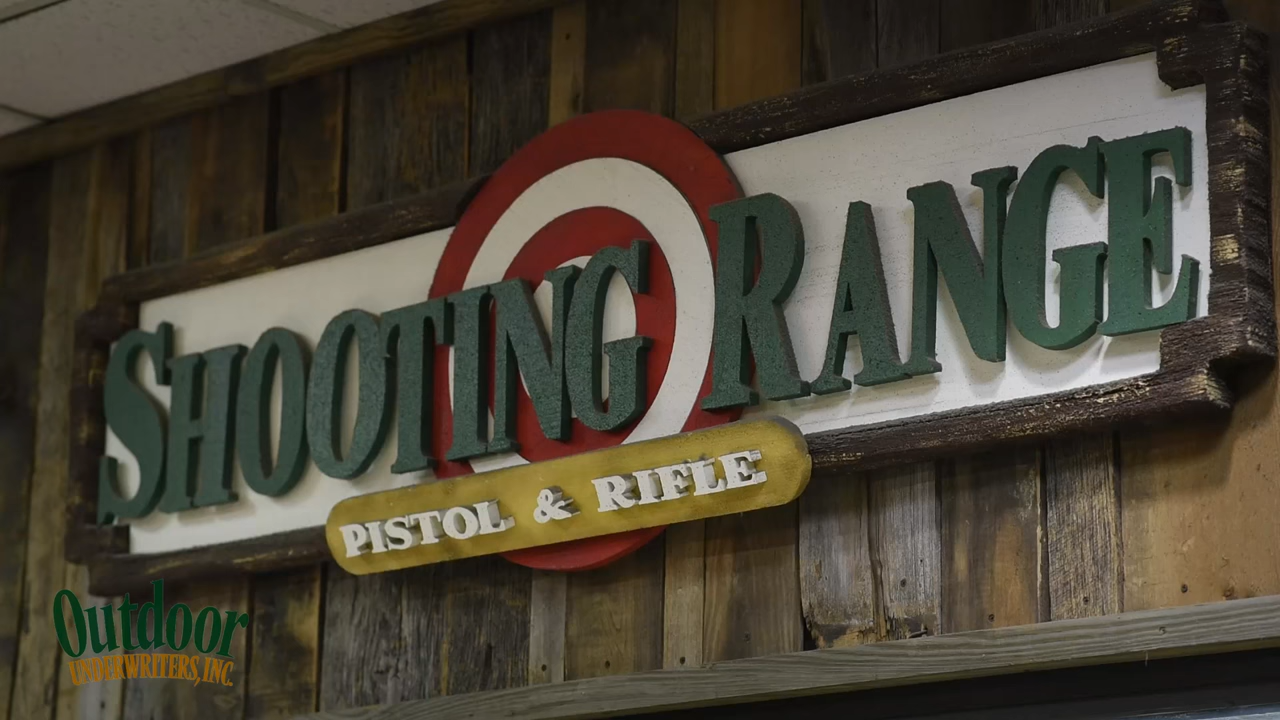 SHOOTING RANGE
PISTOL & RIFLE
Outdoor
UNDERWRITERS, INC.